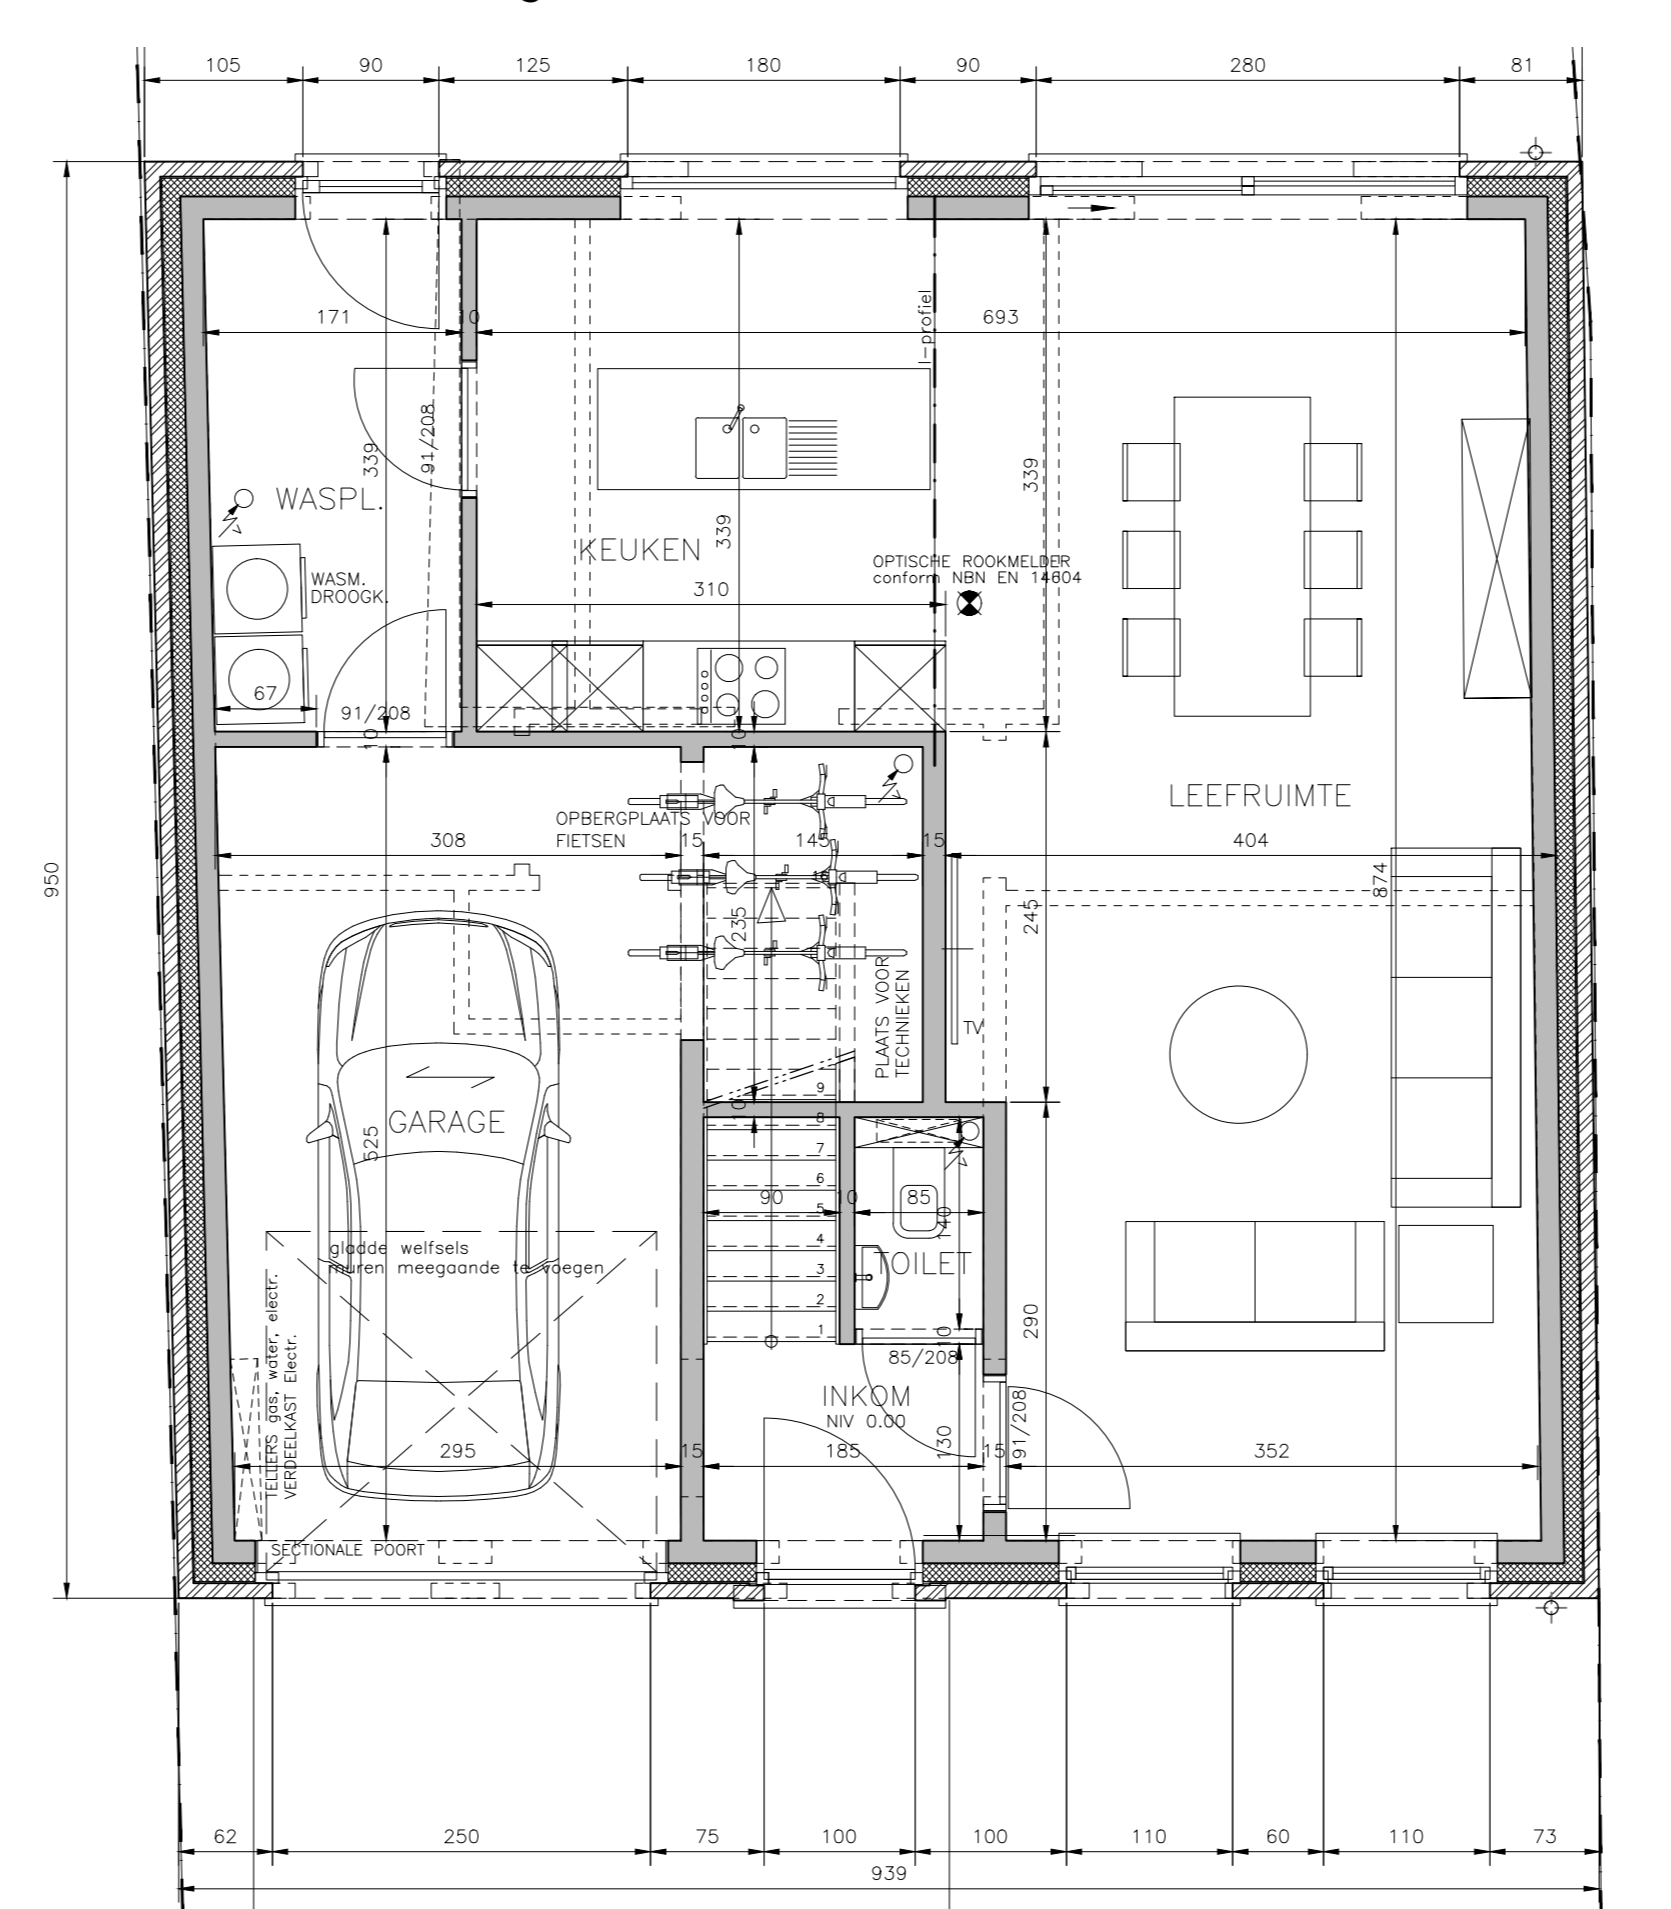 105 90 125 180 90 280 81
171 10 693
I-profiel
91/208
339
339
339
WASPL.
KEUKEN
OPTISCHE ROOKMELDER
conform NBN EN 14604
WASM.
DROOGK.
310
67
91/208
10
10
LEEFRUIMTE
OPBERGPLAATS VOOR
FIETSEN
308 15 145 15 404
950
874
245
235
PLAATS VOOR
TECHNIEKEN
TV
9
10
GARAGE
525
8
7
6
5
4
3
2
1
90 10 85
140
TOILET
gladde welfsels
muren meegaande te voegen
TELLERS gas, water, electr.
VERDEELKAST Electr.
290
10
85/208
INKOM
NIV 0.00
91/208
130
295 15 185 15 352
SECTIONALE POORT
62 250 75 100 100 110 60 110 73
939